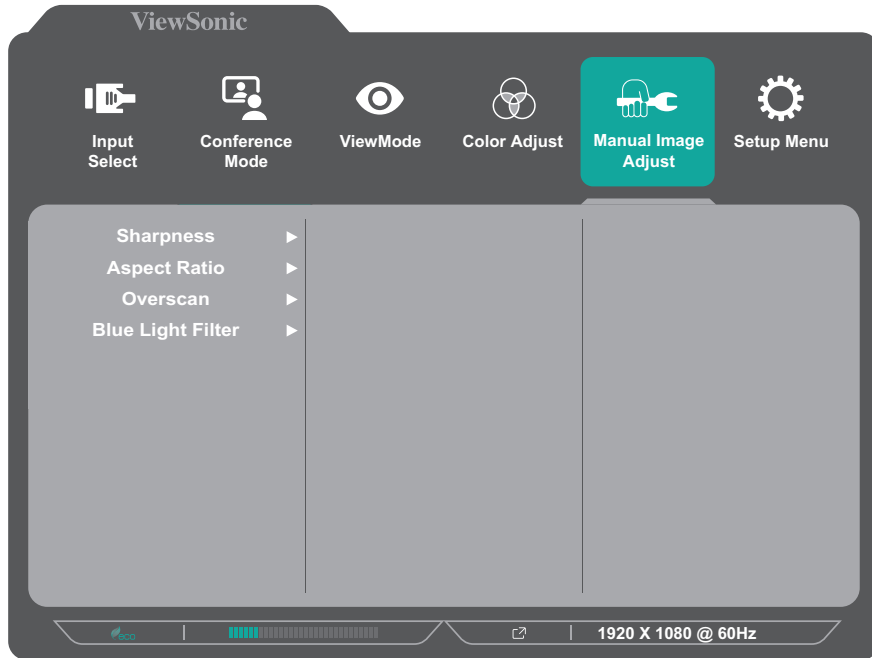 ViewSonic
Input
Select
Conference
Mode
ViewMode
Color Adjust
Manual Image
Adjust
Setup Menu
Sharpness
Aspect Ratio
Overscan
Blue Light Filter
eco
1920 X 1080 @ 60Hz